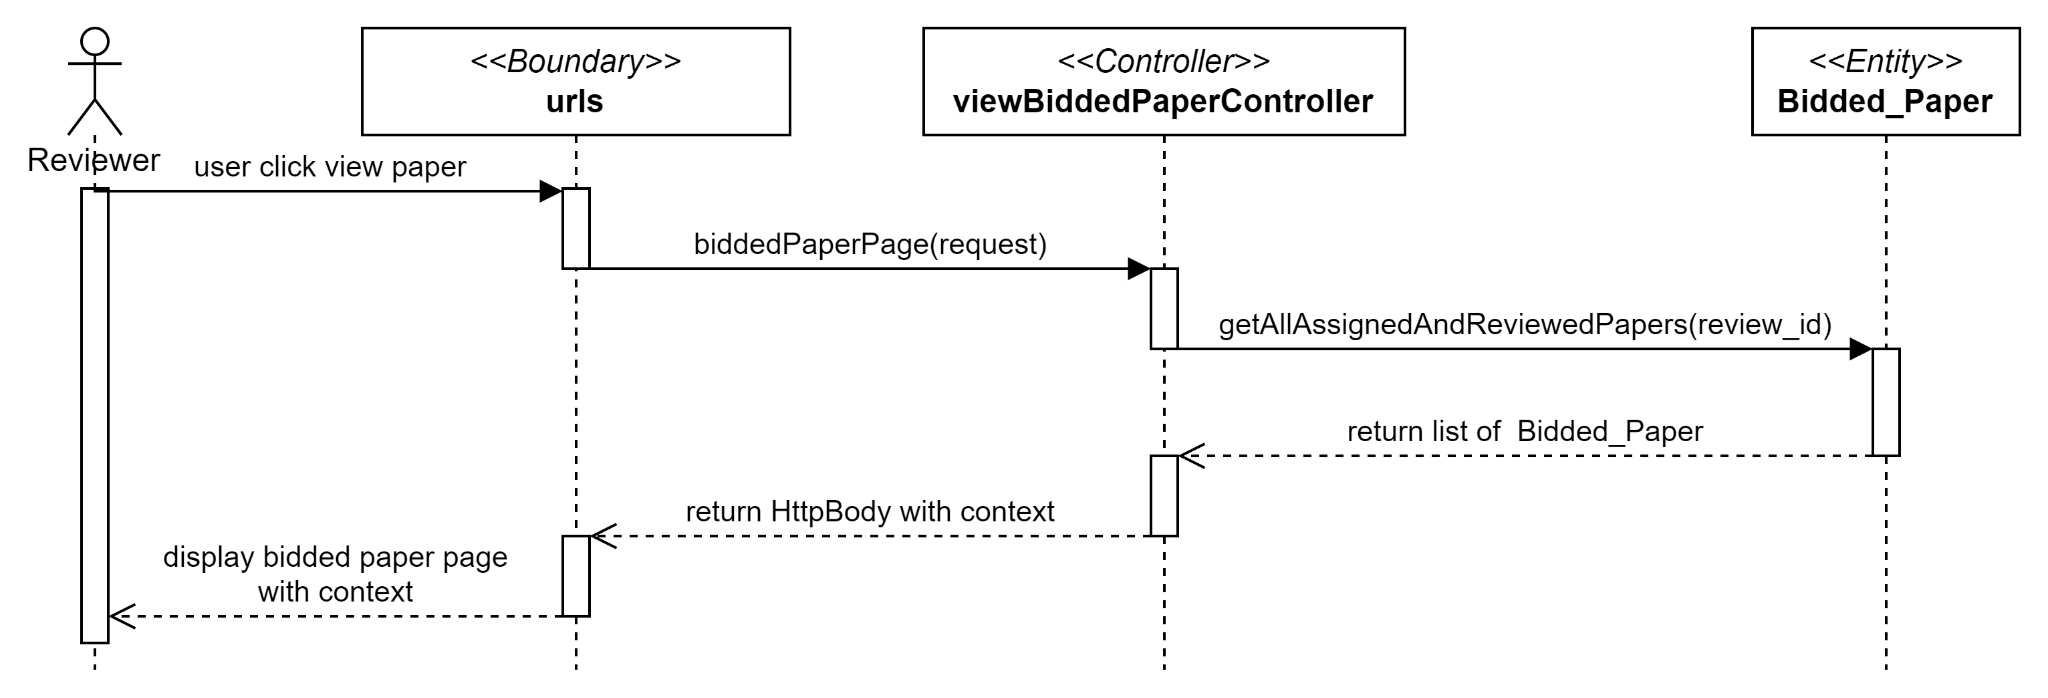 <<Boundary>>
urls
<<Controller>>
viewBiddedPaperController
<<Entity>>
Bidded_Paper
Reviewer
user click view paper
biddedPaperPage(request)
getAllAssignedAndReviewedPapers(review_id)
return list of  Bidded_Paper
return HttpBody with context
display bidded paper page
with context